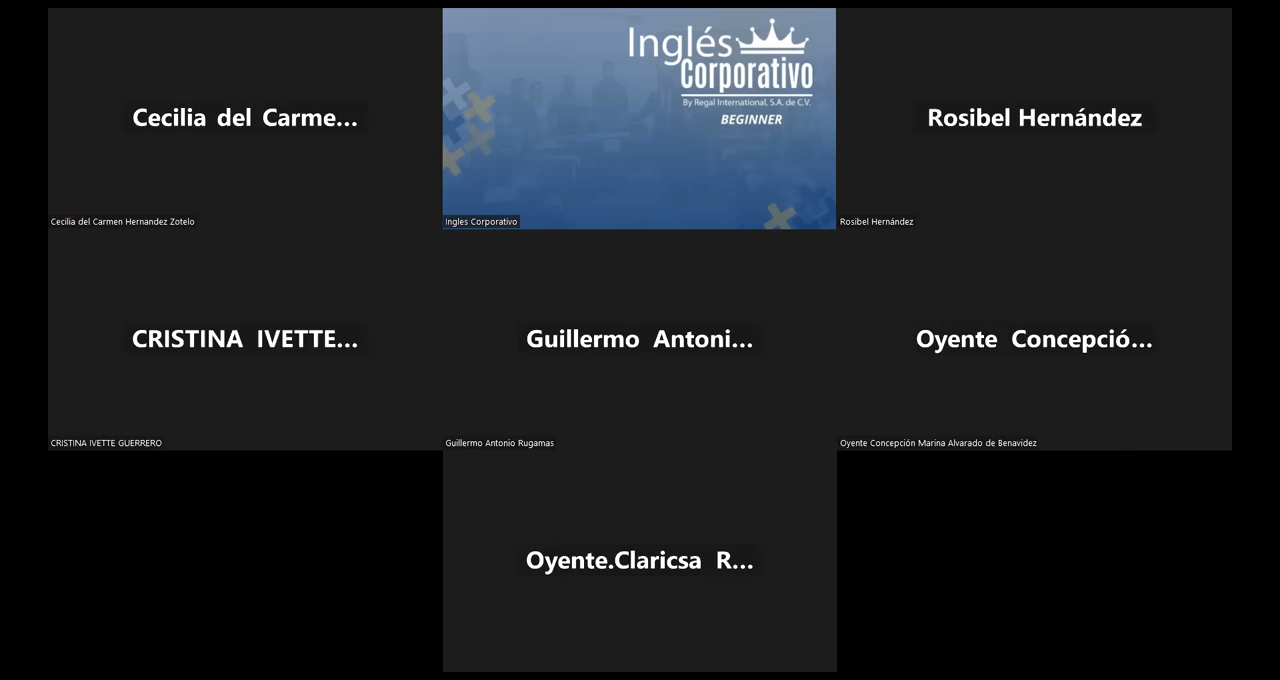 Cecilia del Carme...
Cecilia del Carmen Hernandez Zotelo
Inglés
Corporativo
By Regal International, S.A. de C.V.
BEGINNER
Ingles Corporativo
Rosibel Hernández
Rosibel Hernández
CRISTINA IVETTE...
CRISTINA IVETTE GUERRERO
Guillermo Antoni...
Guillermo Antonio Rugamas
Oyente Concepció...
Oyente Concepción Marina Alvarado de Benavidez
Oyente.Claricsa R...